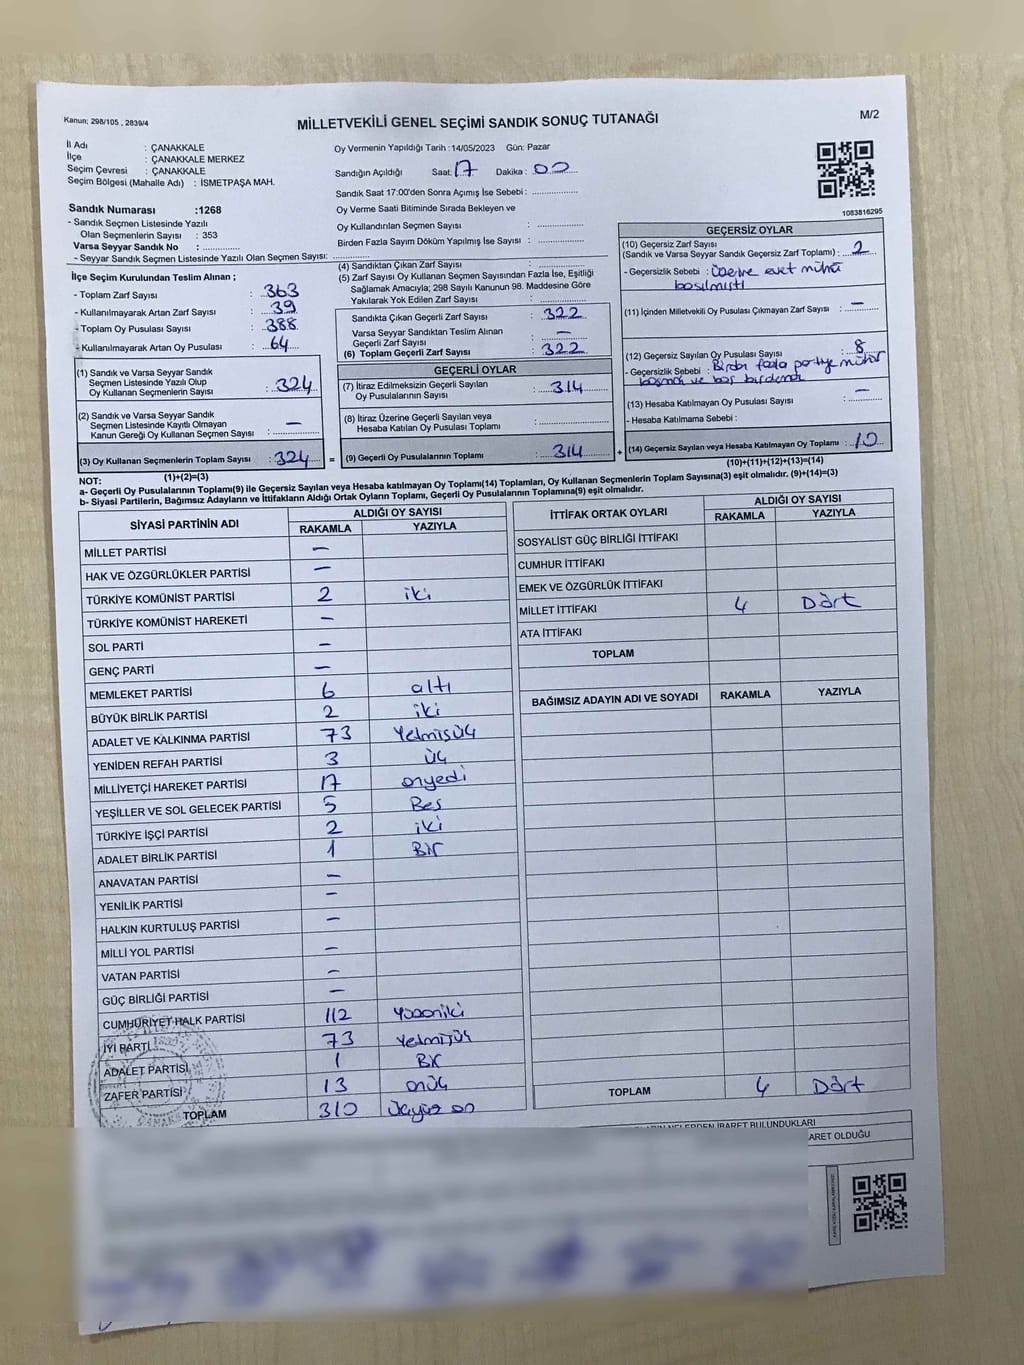 Kanun; 298/105 , 2839/4
MİLLETVEKİLİ GENEL SEÇİMİ SANDIK SONUÇ TUTANAĞI
M/2
İl Adı : ÇANAKKALE
İlçe : ÇANAKKALE MERKEZ
Seçim Çevresi : ÇANAKKALE
Seçim Bölgesi (Mahalle Adı) : İSMETPAŞA MAH.
Sandık Numarası :1268
- Sandık Seçmen Listesinde Yazılı
Olan Seçmenlerin Sayısı : 353
Varsa Seyyar Sandık No : ..............
- Seyyar Sandık Seçmen Listesinde Yazılı Olan Seçmen Sayısı: ..............
Oy Vermenin Yapıldığı Tarih : 14/05/2023 Gün: Pazar
Sandığın Açıldığı Saat: 17 Dakika : 00
Sandık Saat 17:00'den Sonra Açımış İse Sebebi : ..............
Oy Verme Saati Bitiminde Sırada Bekleyen ve
Oy Kullandırılan Seçmen Sayısı : ..............
Birden Fazla Sayım Döküm Yapılmış İse Sayısı : ..............
1083816295
İlçe Seçim Kurulundan Teslim Alınan ;
- Toplam Zarf Sayısı : 363
- Kullanılmayarak Artan Zarf Sayısı : 39
- Toplam Oy Pusulası Sayısı : 388
- Kullanılmayarak Artan Oy Pusulası : 64
(1) Sandık ve Varsa Seyyar Sandık
Seçmen Listesinde Yazılı Olup
Oy Kullanan Seçmenlerin Sayısı : 324
(2) Sandık ve Varsa Seyyar Sandık
Seçmen Listesinde Kayıtlı Olmayan
Kanun Gereği Oy Kullanan Seçmen Sayısı : —
(3) Oy Kullanan Seçmenlerin Toplam Sayısı : 324
(1)+(2)=(3)
(4) Sandıktan Çıkan Zarf Sayısı : ..............
(5) Zarf Sayısı Oy Kullanan Seçmen Sayısından Fazla İse, Eşitliği
Sağlamak Amacıyla; 298 Sayılı Kanunun 98. Maddesine Göre
Yakılarak Yok Edilen Zarf Sayısı : ..............
Sandıkta Çıkan Geçerli Zarf Sayısı : 322
Varsa Seyyar Sandıktan Teslim Alınan
Geçerli Zarf Sayısı : —
(6) Toplam Geçerli Zarf Sayısı : 322
GEÇERLİ OYLAR
(7) İtiraz Edilmeksizin Geçerli Sayılan
Oy Pusulalarının Sayısı : 314
(8) İtiraz Üzerine Geçerli Sayılan veya
Hesaba Katılan Oy Pusulası Toplamı : ..............
= (9) Geçerli Oy Pusulalarının Toplamı : 314
GEÇERSİZ OYLAR
(10) Geçersiz Zarf Sayısı
(Sandık ve Varsa Seyyar Sandık Geçersiz Zarf Toplamı) : 2
- Geçersizlik Sebebi : üzerine evet mührü
basılmıştı
(11) İçinden Milletvekili Oy Pusulası Çıkmayan Zarf Sayısı : —
(12) Geçersiz Sayılan Oy Pusulası Sayısı : 8
- Geçersizlik Sebebi : Birden fazla partiye mühür
ve boş
(13) Hesaba Katılmayan Oy Pusulası Sayısı : —
- Hesaba Katılmama Sebebi :
+ (14) Geçersiz Sayılan veya Hesaba Katılmayan Oy Toplamı : 10
(10)+(11)+(12)+(13)=(14)
NOT:
a- Geçerli Oy Pusulalarının Toplamı(9) ile Geçersiz Sayılan veya Hesaba katılmayan Oy Toplamı(14) Toplamları, Oy Kullanan Seçmenlerin Toplam Sayısına(3) eşit olmalıdır. (9)+(14)=(3)
b- Siyasi Partilerin, Bağımsız Adayların ve İttifakların Aldığı Ortak Oyların Toplamı, Geçerli Oy Pusulalarının Toplamına(9) eşit olmalıdır.
SİYASİ PARTİNİN ADI ALDIĞI OY SAYISI
RAKAMLA YAZIYLA
MİLLET PARTİSİ —
HAK VE ÖZGÜRLÜKLER PARTİSİ —
TÜRKİYE KOMÜNİST PARTİSİ 2 iki
TÜRKİYE KOMÜNİST HAREKETİ —
SOL PARTİ —
GENÇ PARTİ —
MEMLEKET PARTİSİ 6 altı
BÜYÜK BİRLİK PARTİSİ 2 iki
ADALET VE KALKINMA PARTİSİ 73 Yetmişüç
YENİDEN REFAH PARTİSİ 3 üç
MİLLİYETÇİ HAREKET PARTİSİ 17 onyedi
YEŞİLLER VE SOL GELECEK PARTİSİ 5 Beş
TÜRKİYE İŞÇİ PARTİSİ 2 iki
ADALET BİRLİK PARTİSİ 1 Bir
ANAVATAN PARTİSİ —
YENİLİK PARTİSİ —
HALKIN KURTULUŞ PARTİSİ —
MİLLİ YOL PARTİSİ —
VATAN PARTİSİ —
GÜÇ BİRLİĞİ PARTİSİ —
CUMHURİYET HALK PARTİSİ 112 Yüzoniki
İYİ PARTİ 73 Yetmişüç
ADALET PARTİSİ 1 Bir
ZAFER PARTİSİ 13 onüç
TOPLAM 310 üçyüz on
İTTİFAK ORTAK OYLARI ALDIĞI OY SAYISI
RAKAMLA YAZIYLA
SOSYALİST GÜÇ BİRLİĞİ İTTİFAKI
CUMHUR İTTİFAKI
EMEK VE ÖZGÜRLÜK İTTİFAKI
MİLLET İTTİFAKI 4 Dört
ATA İTTİFAKI
TOPLAM
BAĞIMSIZ ADAYIN ADI VE SOYADI RAKAMLA YAZIYLA
TOPLAM 4 Dört
NELERDEN İBARET BULUNDUKLARI
ARET OLDUĞU